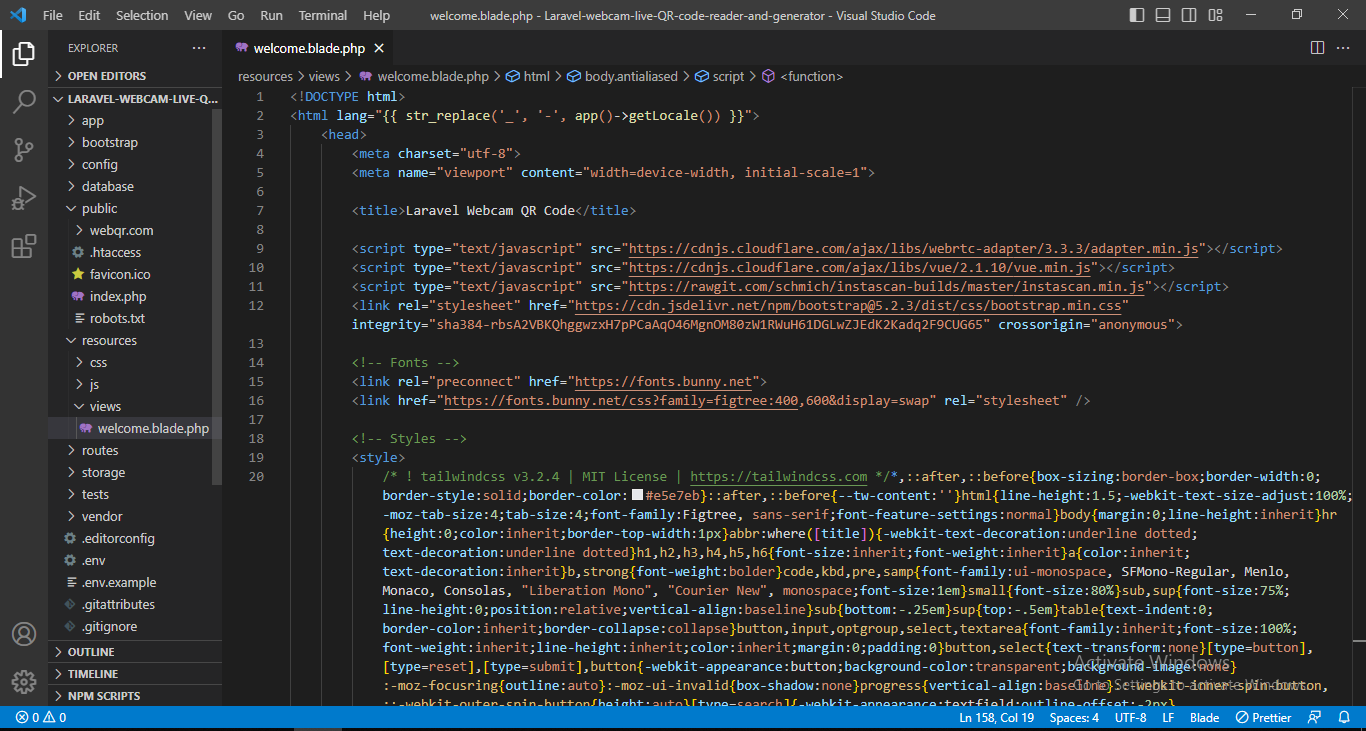 File Edit Selection View Go Run Terminal Help welcome.blade.php - Laravel-webcam-live-QR-code-reader-and-generator - Visual Studio Code
EXPLORER
OPEN EDITORS
LARAVEL-WEBCAM-LIVE-Q...
app
bootstrap
config
database
public
webqr.com
.htaccess
favicon.ico
index.php
robots.txt
resources
css
js
views
welcome.blade.php
routes
storage
tests
vendor
.editorconfig
.env
.env.example
.gitattributes
.gitignore
OUTLINE
TIMELINE
NPM SCRIPTS
welcome.blade.php
resources > views > welcome.blade.php > html > body.antialiased > script > <function>
1 <!DOCTYPE html>
2 <html lang="{{ str_replace('_', '-', app()->getLocale()) }}">
3 <head>
4 <meta charset="utf-8">
5 <meta name="viewport" content="width=device-width, initial-scale=1">
6
7 <title>Laravel Webcam QR Code</title>
8
9 <script type="text/javascript" src="https://cdnjs.cloudflare.com/ajax/libs/webrtc-adapter/3.3.3/adapter.min.js"></script>
10 <script type="text/javascript" src="https://cdnjs.cloudflare.com/ajax/libs/vue/2.1.10/vue.min.js"></script>
11 <script type="text/javascript" src="https://rawgit.com/schmich/instascan-builds/master/instascan.min.js"></script>
12 <link rel="stylesheet" href="https://cdn.jsdelivr.net/npm/bootstrap@5.2.3/dist/css/bootstrap.min.css"
integrity="sha384-rbsA2VBKQhggwzxH7pPCaAqO46MgnOM80zW1RWuH61DGLwZJEdK2Kadq2F9CUG65" crossorigin="anonymous">
13
14 <!-- Fonts -->
15 <link rel="preconnect" href="https://fonts.bunny.net">
16 <link href="https://fonts.bunny.net/css?family=figtree:400,600&display=swap" rel="stylesheet" />
17
18 <!-- Styles -->
19 <style>
20 /* ! tailwindcss v3.2.4 | MIT License | https://tailwindcss.com */*,::after,::before{box-sizing:border-box;border-width:0;
border-style:solid;border-color:#e5e7eb}::after,::before{--tw-content:''}html{line-height:1.5;-webkit-text-size-adjust:100%;
-moz-tab-size:4;tab-size:4;font-family:Figtree, sans-serif;font-feature-settings:normal}body{margin:0;line-height:inherit}hr
{height:0;color:inherit;border-top-width:1px}abbr:where([title]){-webkit-text-decoration:underline dotted;
text-decoration:underline dotted}h1,h2,h3,h4,h5,h6{font-size:inherit;font-weight:inherit}a{color:inherit;
text-decoration:inherit}b,strong{font-weight:bolder}code,kbd,pre,samp{font-family:ui-monospace, SFMono-Regular, Menlo,
Monaco, Consolas, "Liberation Mono", "Courier New", monospace;font-size:1em}small{font-size:80%}sub,sup{font-size:75%;
line-height:0;position:relative;vertical-align:baseline}sub{bottom:-.25em}sup{top:-.5em}table{text-indent:0;
border-color:inherit;border-collapse:collapse}button,input,optgroup,select,textarea{font-family:inherit;font-size:100%;
font-weight:inherit;line-height:inherit;color:inherit;margin:0;padding:0}button,select{text-transform:none}[type=button],
[type=reset],[type=submit],button{-webkit-appearance:button;background-color:transparent;background-image:none}
:-moz-focusring{outline:auto}:-moz-ui-invalid{box-shadow:none}progress{vertical-align:baseline}::-webkit-inner-spin-button,
::-webkit-outer-spin-button{height:auto}[type=search]{-webkit-appearance:textfield;outline-offset:-2px}
Activate Windows
Go to Settings to activate Windows.
0 0 Ln 158, Col 19 Spaces: 4 UTF-8 LF Blade Prettier